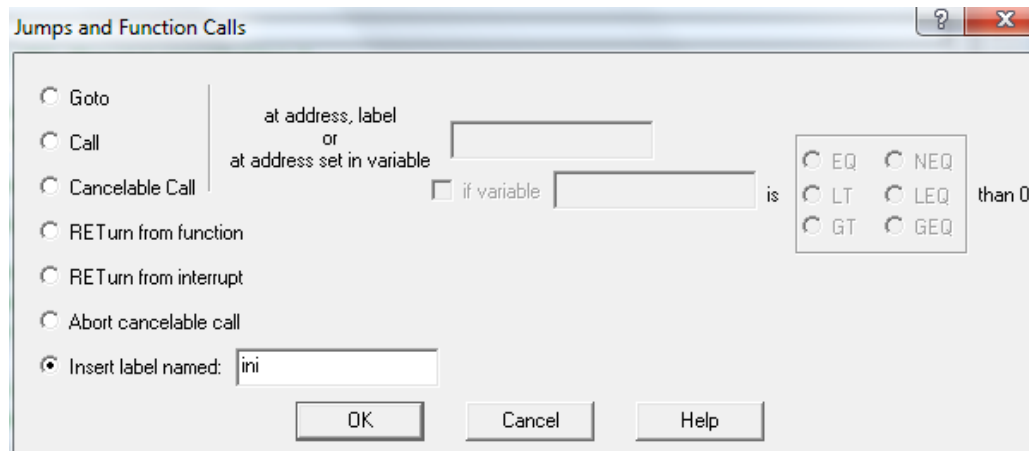 Jumps and Function Calls
Goto
at address, label
or
at address set in variable
Call
Cancelable Call
if variable
is
EQ NEQ
LT LEQ
GT GEQ
than 0
RETurn from function
RETurn from interrupt
Abort cancelable call
Insert label named: ini
OK Cancel Help